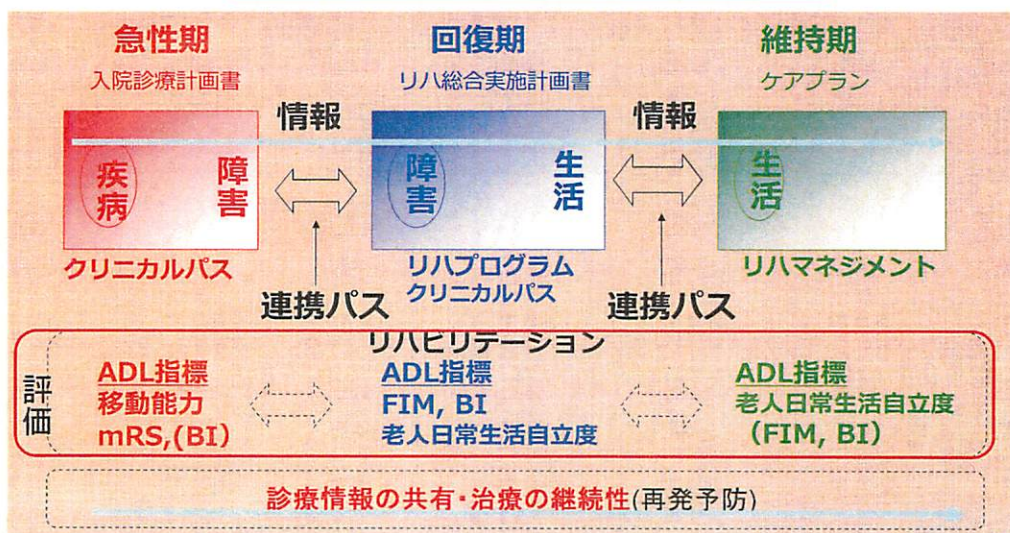 急性期
回復期
維持期
入院診療計画書
リハ総合実施計画書
ケアプラン
情報
情報
疾病
障害
障害
生活
生活
クリニカルパス
リハプログラム
クリニカルパス
リハマネジメント
連携パス
連携パス
リハビリテーション
評価
ADL指標
移動能力
mRS,(BI)
ADL指標
FIM, BI
老人日常生活自立度
ADL指標
老人日常生活自立度
(FIM, BI)
診療情報の共有・治療の継続性(再発予防)